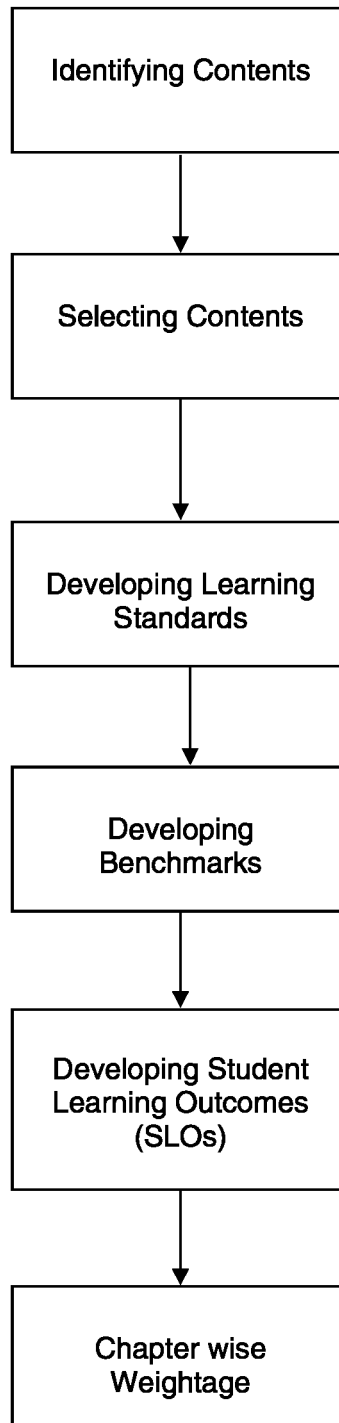 Identifying Contents
Selecting Contents
Developing Learning
Standards
Developing
Benchmarks
Developing Student
Learning Outcomes
(SLOs)
Chapter wise
Weightage